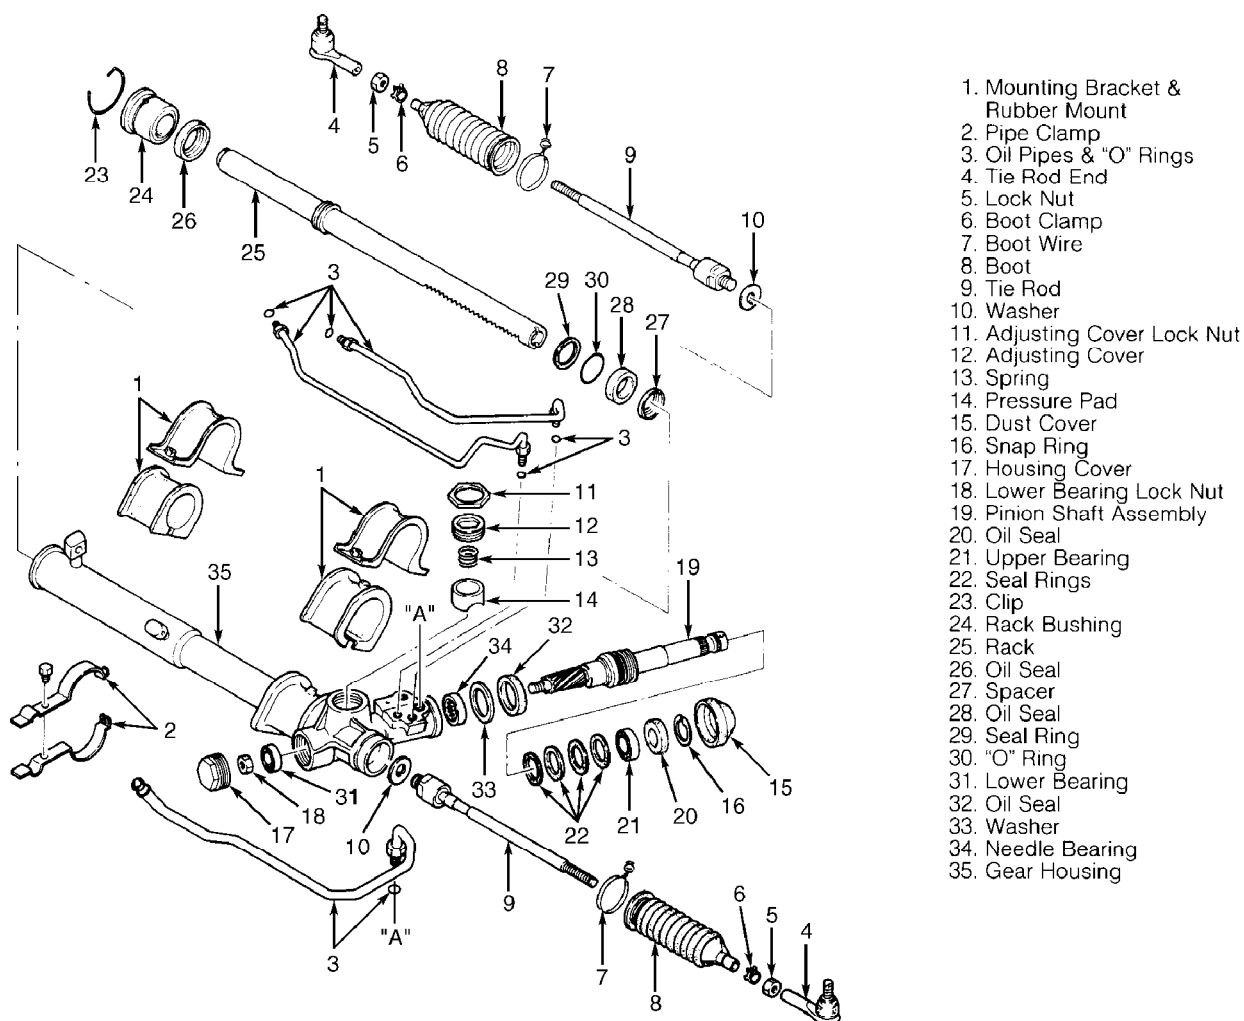 4
5
6
8
7
9
10
23
24
26
25
3
29
30
28
27
1
3
1
11
12
13
14
"A"
35
19
34
32
2
17
18
31
10
33
22
21
20
16
15
9
3
"A"
7
8
6
5
4
1. Mounting Bracket &
Rubber Mount
2. Pipe Clamp
3. Oil Pipes & "O" Rings
4. Tie Rod End
5. Lock Nut
6. Boot Clamp
7. Boot Wire
8. Boot
9. Tie Rod
10. Washer
11. Adjusting Cover Lock Nut
12. Adjusting Cover
13. Spring
14. Pressure Pad
15. Dust Cover
16. Snap Ring
17. Housing Cover
18. Lower Bearing Lock Nut
19. Pinion Shaft Assembly
20. Oil Seal
21. Upper Bearing
22. Seal Rings
23. Clip
24. Rack Bushing
25. Rack
26. Oil Seal
27. Spacer
28. Oil Seal
29. Seal Ring
30. "O" Ring
31. Lower Bearing
32. Oil Seal
33. Washer
34. Needle Bearing
35. Gear Housing